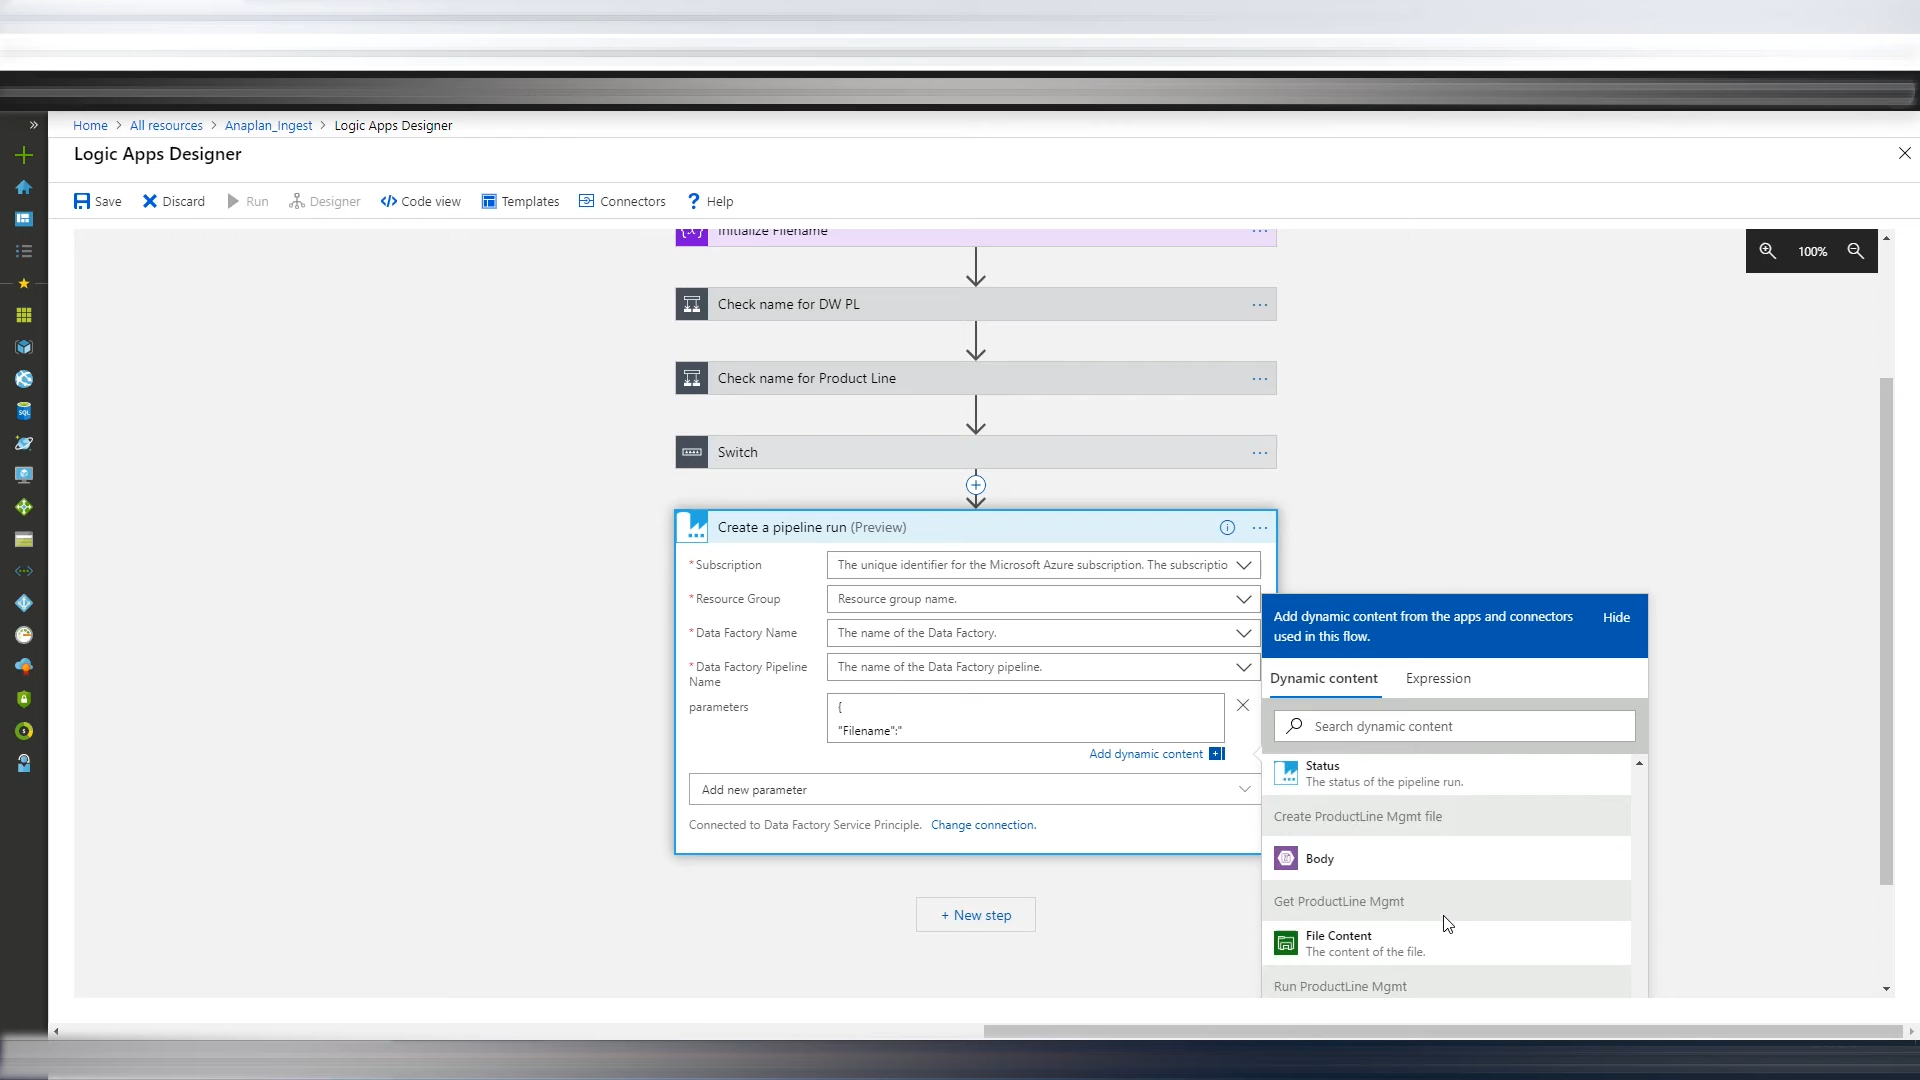 Home > All resources > Anaplan_Ingest > Logic Apps Designer
Logic Apps Designer
Save Discard Run Designer Code view Templates Connectors ? Help
Initialize Filename
100%
Check name for DW PL
Check name for Product Line
Switch
Create a pipeline run (Preview)
* Subscription
The unique identifier for the Microsoft Azure subscription. The subscriptio
* Resource Group
Resource group name.
* Data Factory Name
The name of the Data Factory.
* Data Factory Pipeline
Name
The name of the Data Factory pipeline.
parameters
{
"Filename":"
Add dynamic content
Add new parameter
Connected to Data Factory Service Principle. Change connection.
+ New step
Add dynamic content from the apps and connectors
used in this flow.
Hide
Dynamic content Expression
Search dynamic content
Status
The status of the pipeline run.
Create ProductLine Mgmt file
Body
Get ProductLine Mgmt
File Content
The content of the file.
Run ProductLine Mgmt
SQL